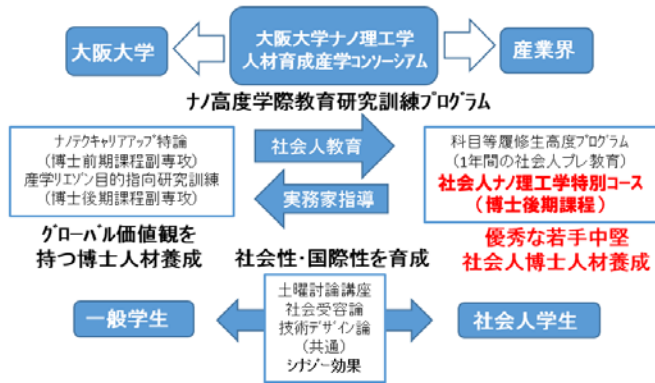 大阪大学
大阪大学ナノ理工学
人材育成産学コンソーシアム
産業界
ナノ高度学際教育研究訓練プログラム
ナノテクキャリアアップ特論
(博士前期課程副専攻)
産学リエゾン目的指向研究訓練
(博士後期課程副専攻)
社会人教育
実務家指導
科目等履修生高度プログラム
(1年間の社会人プレ教育)
社会人ナノ理工学特別コース
(博士後期課程)
グローバル価値観を
持つ博士人材養成
社会性・国際性を育成
優秀な若手中堅
社会人博士人材養成
一般学生
土曜討論講座
社会受容論
技術デザイン論
(共通)
シナジー効果
社会人学生